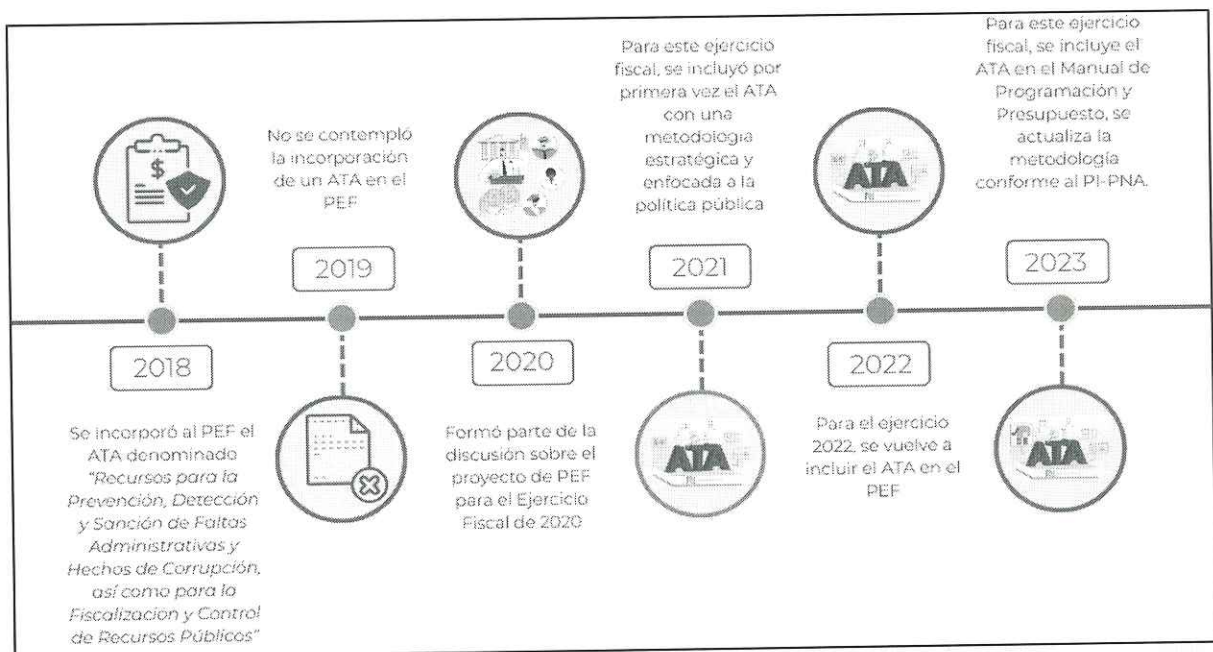 2018
Se incorporó al PEF el
ATA denominado
"Recursos para la
Prevención, Detección
y Sanción de Faltas
Administrativas y
Hechos de Corrupción,
así como para la
Fiscalización y Control
de Recursos Públicos"
No se contempló
la incorporación
de un ATA en el
PEF
2019
2020
Formó parte de la
discusión sobre el
proyecto de PEF
para el Ejercicio
Fiscal de 2020
Para este ejercicio
fiscal, se incluyó por
primera vez el ATA
con una
metodología
estratégica y
enfocada a la
política pública
2021
ATA
ATA
2022
Para el ejercicio
2022, se vuelve a
incluir el ATA en el
PEF
Para este ejercicio
fiscal, se incluye el
ATA en el Manual de
Programación y
Presupuesto, se
actualiza la
metodología
conforme al PI-PNA.
2023
ATA